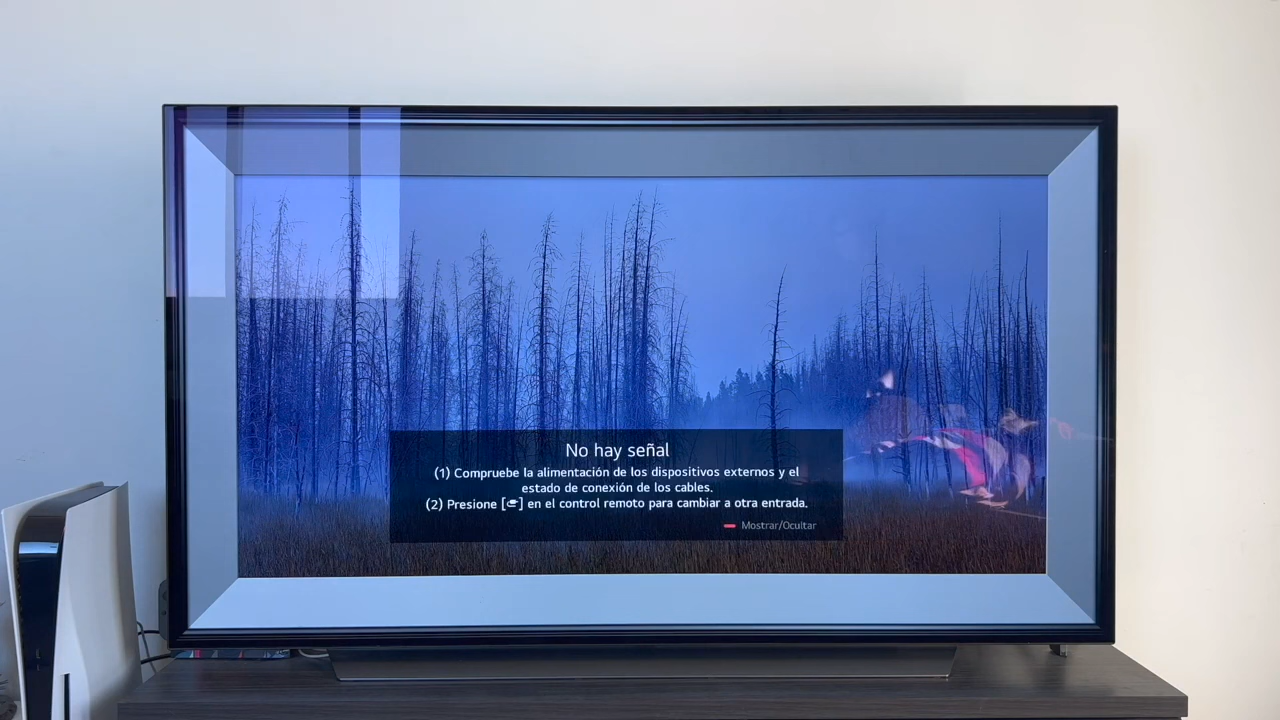 No hay señal
(1) Compruebe la alimentación de los dispositivos externos y el
estado de conexión de los cables.
(2) Presione [] en el control remoto para cambiar a otra entrada.
Mostrar/Ocultar